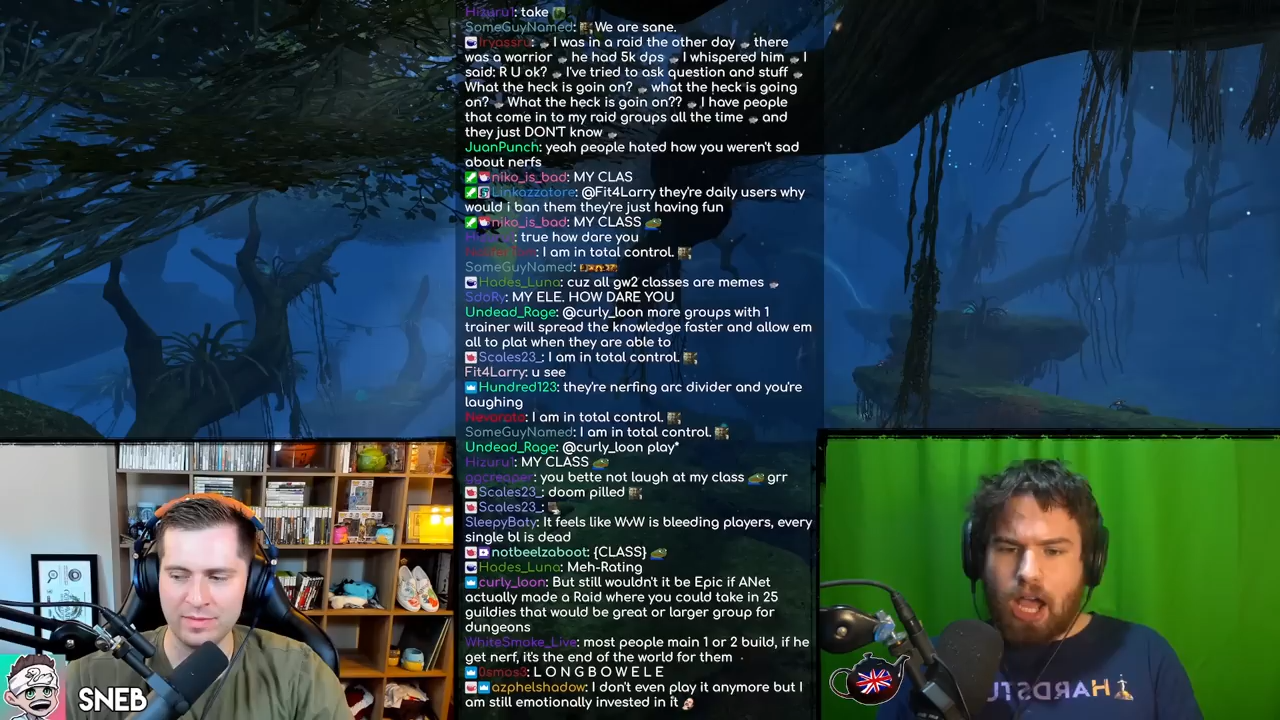 Hizuru1: take
SomeGuyNamed: We are sane.
Iryassru: I was in a raid the other day there
was a warrior he had 5k dps I whispered him I
said: R U ok? I've tried to ask question and stuff
What the heck is goin on? what the heck is going
on? What the heck is goin on?? I have people
that come in to my raid groups all the time and
they just DON'T know
JuanPunch: yeah people hated how you weren't sad
about nerfs
niko_is_bad: MY CLAS
Linkazzatore: @Fit4Larry they're daily users why
would i ban them they're just having fun
niko_is_bad: MY CLASS
true how dare you
I am in total control.
SomeGuyNamed:
Hades_Luna: cuz all gw2 classes are memes
SdoRy: MY ELE. HOW DARE YOU
Undead_Rage: @curly_loon more groups with 1
trainer will spread the knowledge faster and allow em
all to plat when they are able to
Scales23_: I am in total control.
Fit4Larry: u see
Hundred123: they're nerfing arc divider and you're
laughing
Nevarata: I am in total control.
SomeGuyNamed: I am in total control.
Undead_Rage: @curly_loon play*
Hizuru1: MY CLASS
ggcreaper: you bette not laugh at my class grr
Scales23_: doom pilled
Scales23_:
SleepyBaty: It feels like WvW is bleeding players, every
single bl is dead
notbeelzaboot: {CLASS}
Hades_Luna: Meh-Rating
curly_loon: But still wouldn't it be Epic if ANet
actually made a Raid where you could take in 25
guildies that would be great or larger group for
dungeons
WhiteSmoke_Live: most people main 1 or 2 build, if he
get nerf, it's the end of the world for them
0smos3: L O N G B O W E L E
azphelshadow: I don't even play it anymore but I
am still emotionally invested in it
SNEB